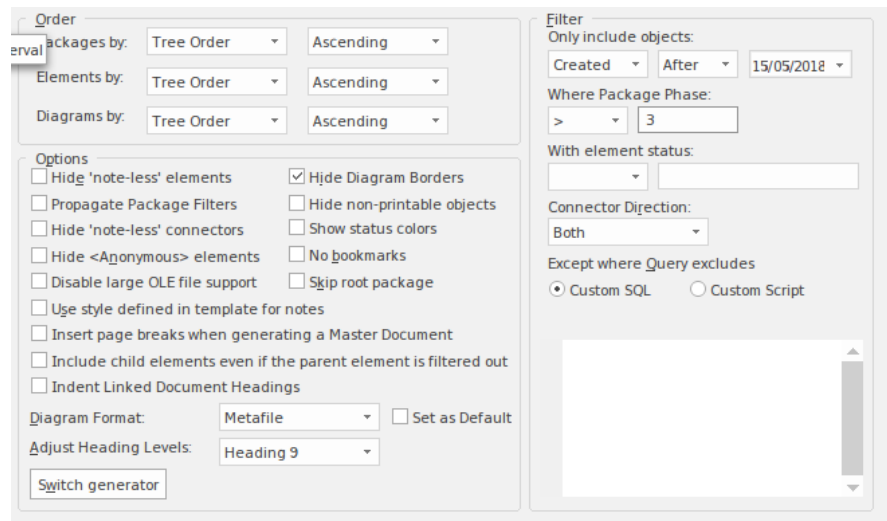 Order
erval
ackages by: Tree Order Ascending
Elements by: Tree Order Ascending
Diagrams by: Tree Order Ascending
Options
Hide 'note-less' elements Hide Diagram Borders
Propagate Package Filters Hide non-printable objects
Hide 'note-less' connectors Show status colors
Hide <Anonymous> elements No bookmarks
Disable large OLE file support Skip root package
Use style defined in template for notes
Insert page breaks when generating a Master Document
Include child elements even if the parent element is filtered out
Indent Linked Document Headings
Diagram Format: Metafile Set as Default
Adjust Heading Levels: Heading 9
Switch generator
Filter
Only include objects:
Created After 15/05/2018
Where Package Phase:
> 3
With element status:
Connector Direction:
Both
Except where Query excludes
Custom SQL Custom Script